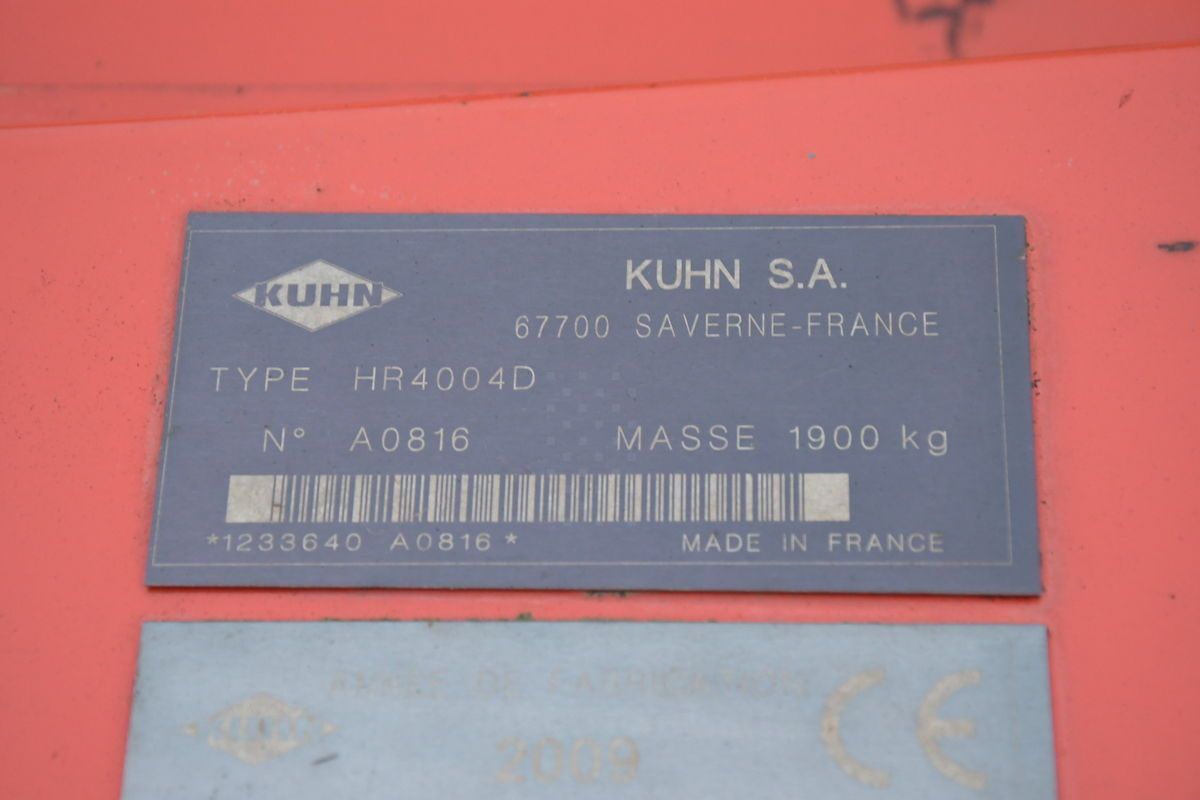 KUHN
KUHN S.A.
67700 SAVERNE-FRANCE
TYPE HR4004D
N° A0816 MASSE 1900 kg
*1233640 A0816*
MADE IN FRANCE
ANNEE DE FABRICATION
KUHN
2009
CE